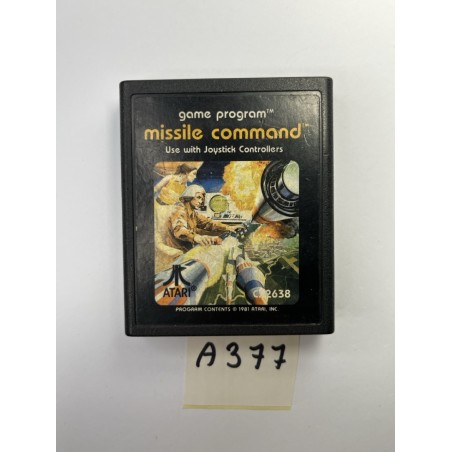 game program™
missile command™
Use with Joystick Controllers
ATARI®
CX2638
PROGRAM CONTENTS © 1981 ATARI, INC.
A377